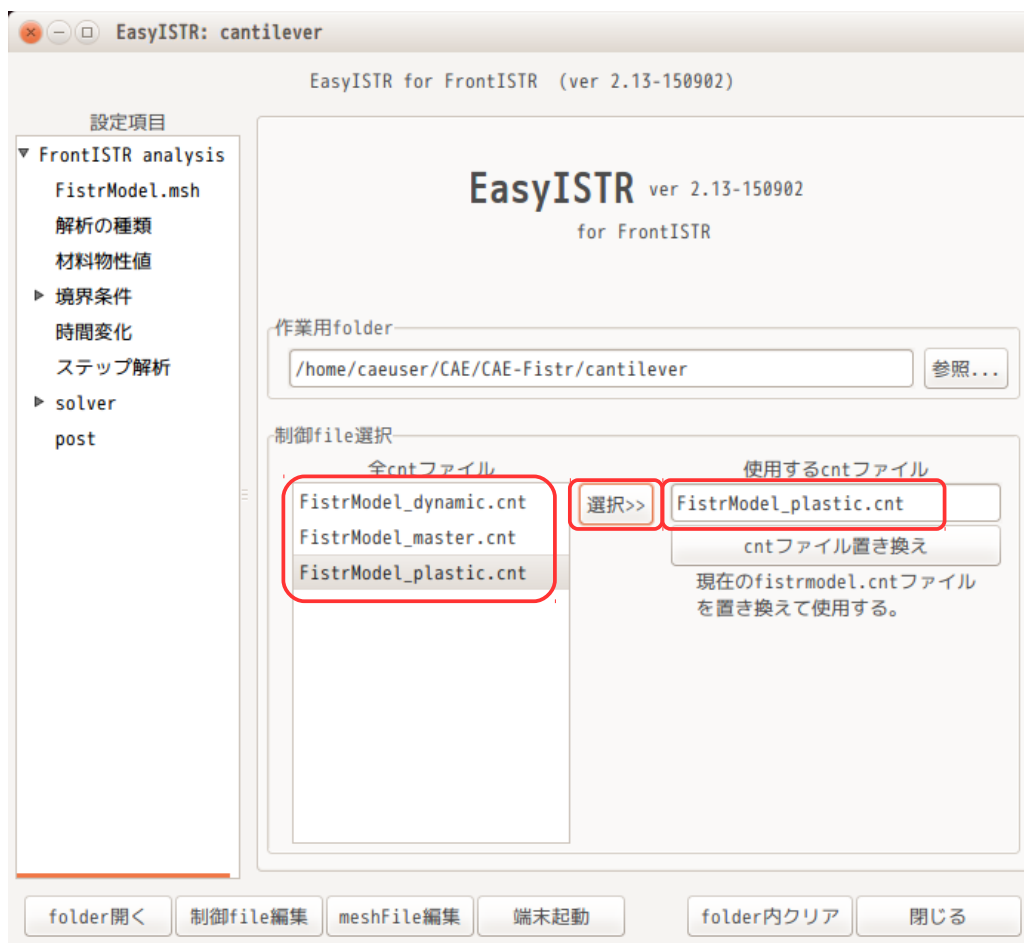 EasyISTR: cantilever
EasyISTR for FrontISTR (ver 2.13-150902)
設定項目
FrontISTR analysis
FistrModel.msh
解析の種類
材料物性値
境界条件
時間変化
ステップ解析
solver
post
EasyISTR ver 2.13-150902
for FrontISTR
作業用folder
/home/caeuser/CAE/CAE-Fistr/cantilever
参照...
制御file選択
全cntファイル
FistrModel_dynamic.cnt
FistrModel_master.cnt
FistrModel_plastic.cnt
選択>>
使用するcntファイル
FistrModel_plastic.cnt
cntファイル置き換え
現在のfistrmodel.cntファイル
を置き換えて使用する。
folder開く
制御file編集
meshFile編集
端末起動
folder内クリア
閉じる